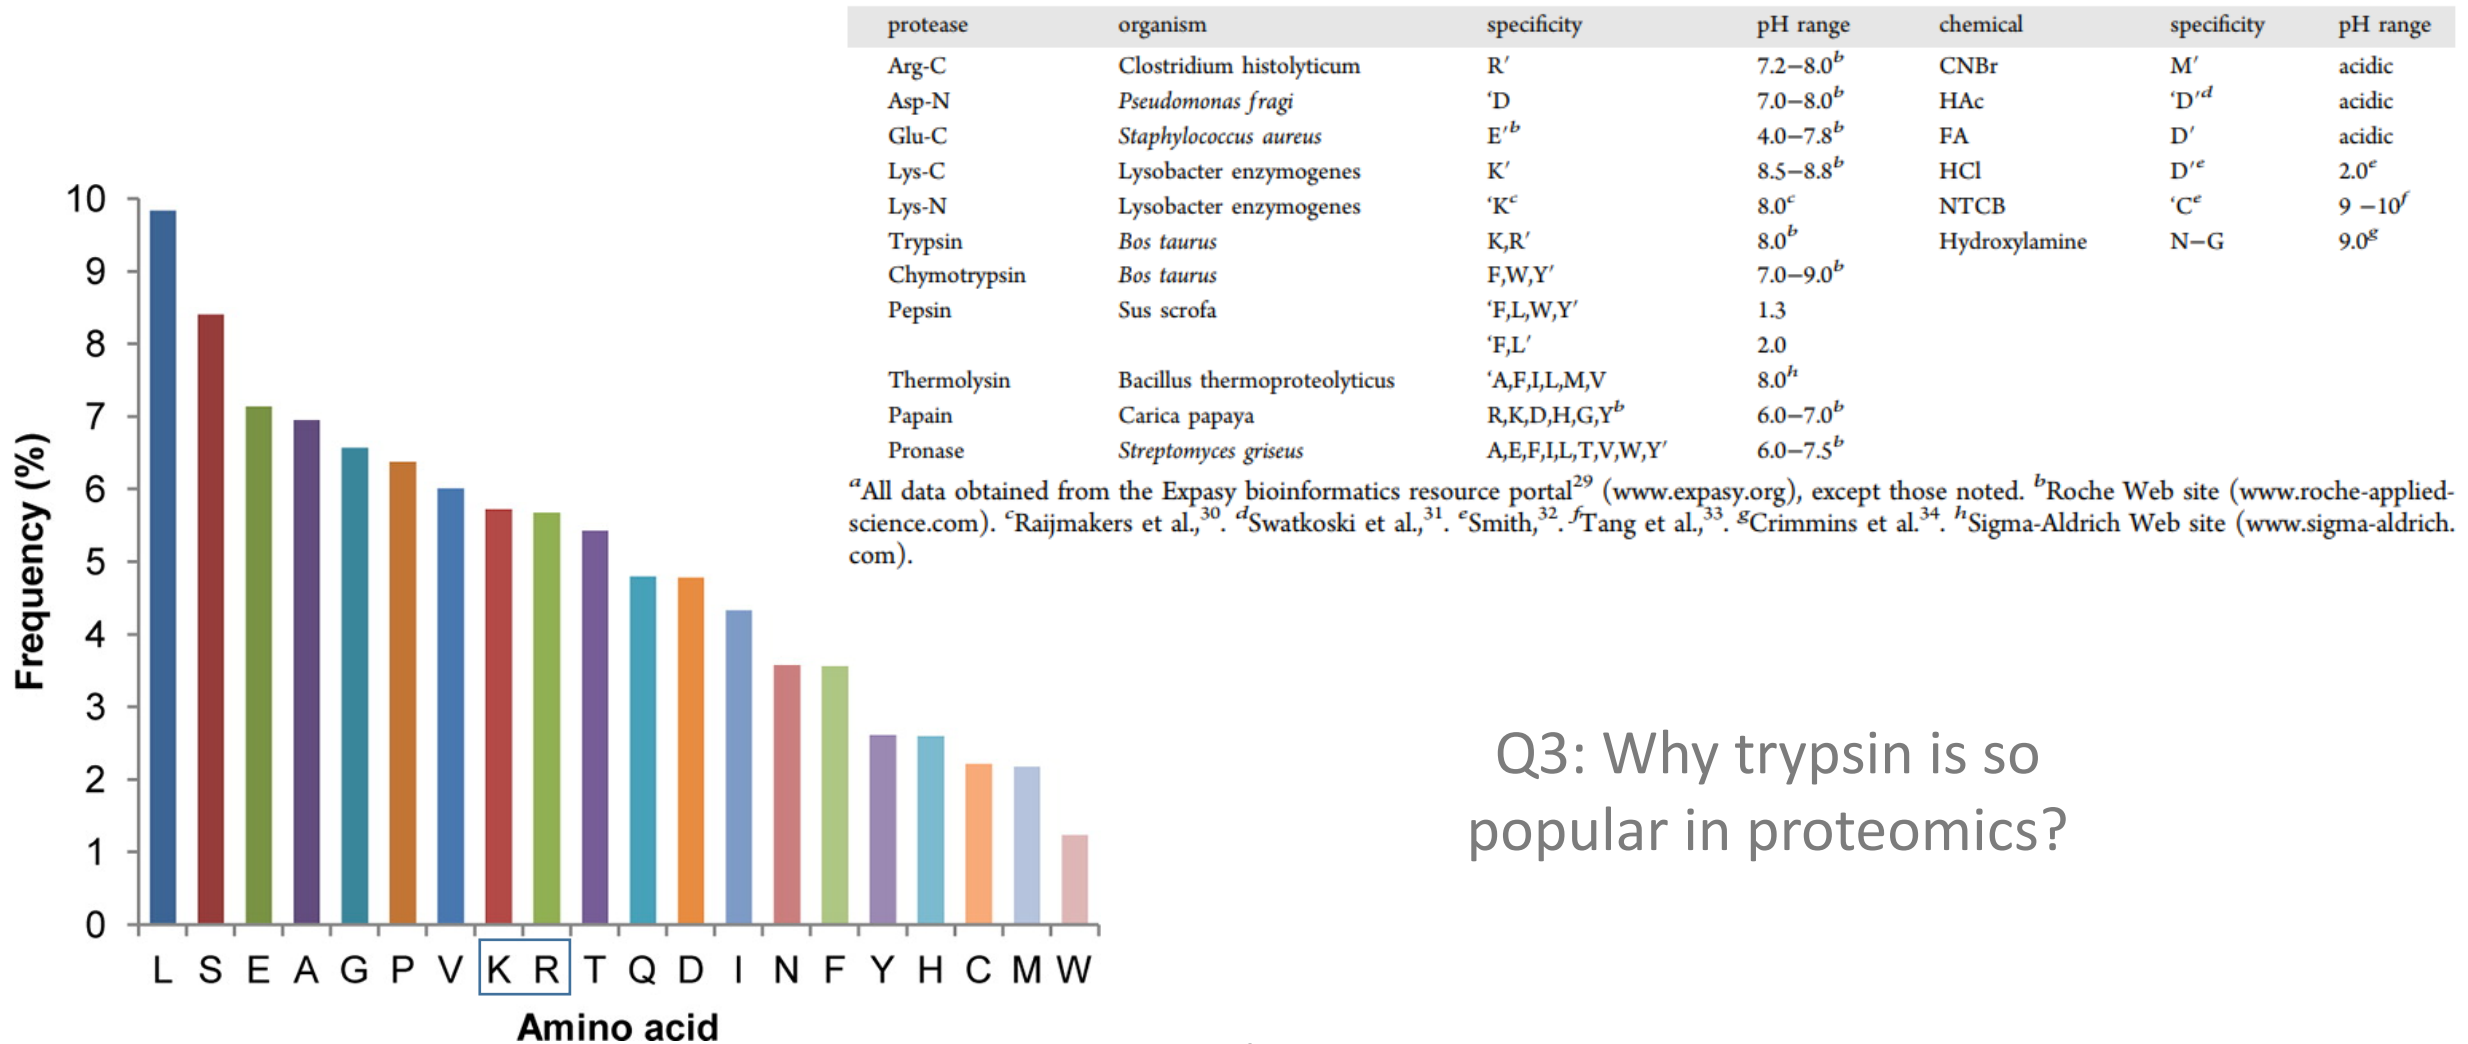 protease organism specificity pH range chemical specificity pH range
Arg-C Clostridium histolyticum R′ 7.2−8.0b CNBr M′ acidic
Asp-N Pseudomonas fragi ‘D 7.0−8.0b HAc ‘D′d acidic
Glu-C Staphylococcus aureus E′b 4.0−7.8b FA D′ acidic
Lys-C Lysobacter enzymogenes K′ 8.5−8.8b HCl D′e 2.0e
Lys-N Lysobacter enzymogenes ‘Kc 8.0c NTCB ‘Ce 9 −10f
Trypsin Bos taurus K,R′ 8.0b Hydroxylamine N−G 9.0g
Chymotrypsin Bos taurus F,W,Y′ 7.0−9.0b
Pepsin Sus scrofa ‘F,L,W,Y′ 1.3
‘F,L′ 2.0
Thermolysin Bacillus thermoproteolyticus ‘A,F,I,L,M,V 8.0h
Papain Carica papaya R,K,D,H,G,Yb 6.0−7.0b
Pronase Streptomyces griseus A,E,F,I,L,T,V,W,Y′ 6.0−7.5b
aAll data obtained from the Expasy bioinformatics resource portal29 (www.expasy.org), except those noted. bRoche Web site (www.roche-applied-
science.com). cRaijmakers et al.,30. dSwatkoski et al.,31. eSmith,32. fTang et al.,33. gCrimmins et al.34. hSigma-Aldrich Web site (www.sigma-aldrich.
com).
Frequency (%)
10
9
8
7
6
5
4
3
2
1
0
L S E A G P V K R T Q D I N F Y H C M W
Amino acid
Q3: Why trypsin is so
popular in proteomics?